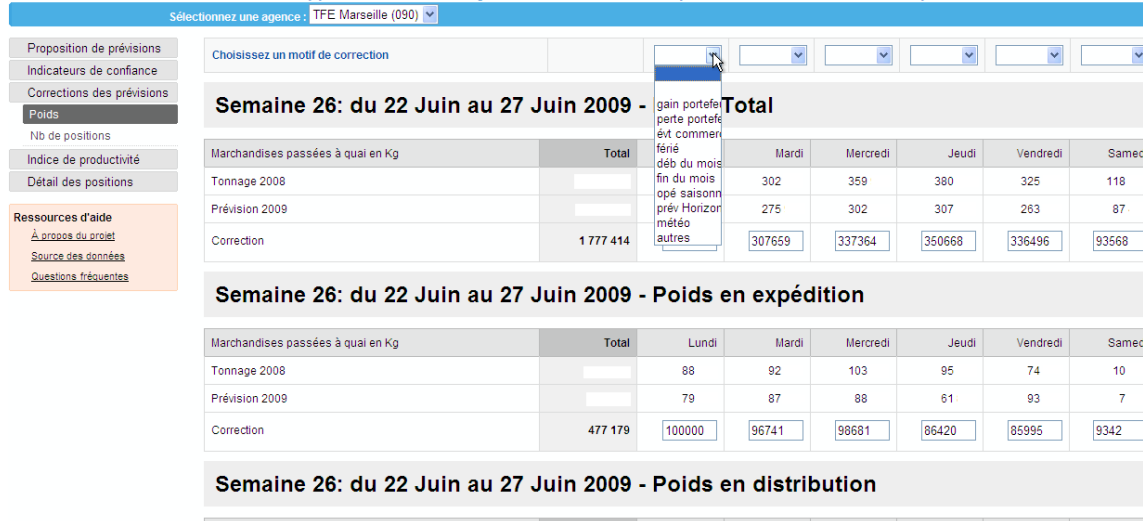 Sélectionnez une agence : TFE Marseille (090)
Proposition de prévisions
Indicateurs de confiance
Corrections des prévisions
Poids
Nb de positions
Indice de productivité
Détail des positions
Ressources d'aide
À propos du projet
Source des données
Questions fréquentes
Choisissez un motif de correction
gain portefeu
perte portefe
évt commerc
férié
déb du mois
fin du mois
opé saisonn
prév Horizon
météo
autres
Semaine 26: du 22 Juin au 27 Juin 2009 - Total
Marchandises passées à quai en Kg Total Mardi Mercredi Jeudi Vendredi Samed
Tonnage 2008 302 359 380 325 118
Prévision 2009 275 302 307 263 87
Correction 1 777 414 307659 337364 350668 336496 93568
Semaine 26: du 22 Juin au 27 Juin 2009 - Poids en expédition
Marchandises passées à quai en Kg Total Lundi Mardi Mercredi Jeudi Vendredi Samed
Tonnage 2008 88 92 103 95 74 10
Prévision 2009 79 87 88 61 93 7
Correction 477 179 100000 96741 98681 86420 85995 9342
Semaine 26: du 22 Juin au 27 Juin 2009 - Poids en distribution